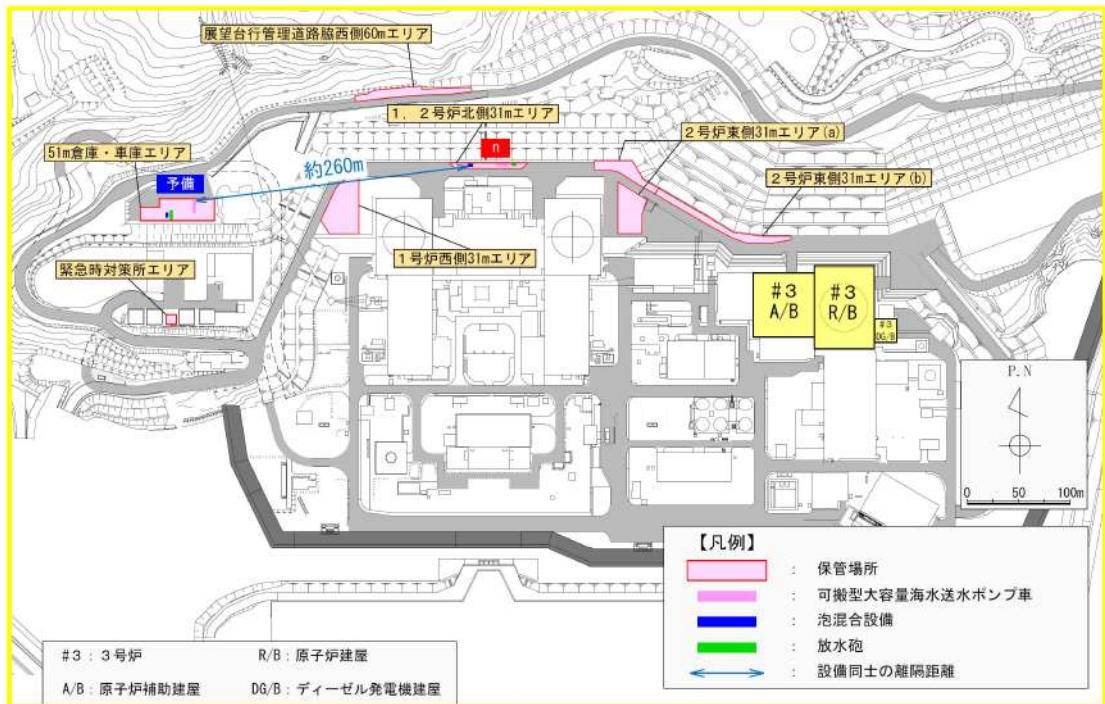 展望台行管理道路脇西側60mエリア
1，2号炉北側31mエリア
2号炉東側31mエリア(a)
51m倉庫・車庫エリア
n
約260m
予備
2号炉東側31mエリア(b)
1号炉西側31mエリア
緊急時対策所エリア
#3
A/B
#3
R/B
#3
DG/B
P.N
0 50 100m
【凡例】
： 保管場所
： 可搬型大容量海水送水ポンプ車
： 泡混合設備
： 放水砲
： 設備同士の離隔距離
#3：3号炉 R/B：原子炉建屋
A/B：原子炉補助建屋 DG/B：ディーゼル発電機建屋